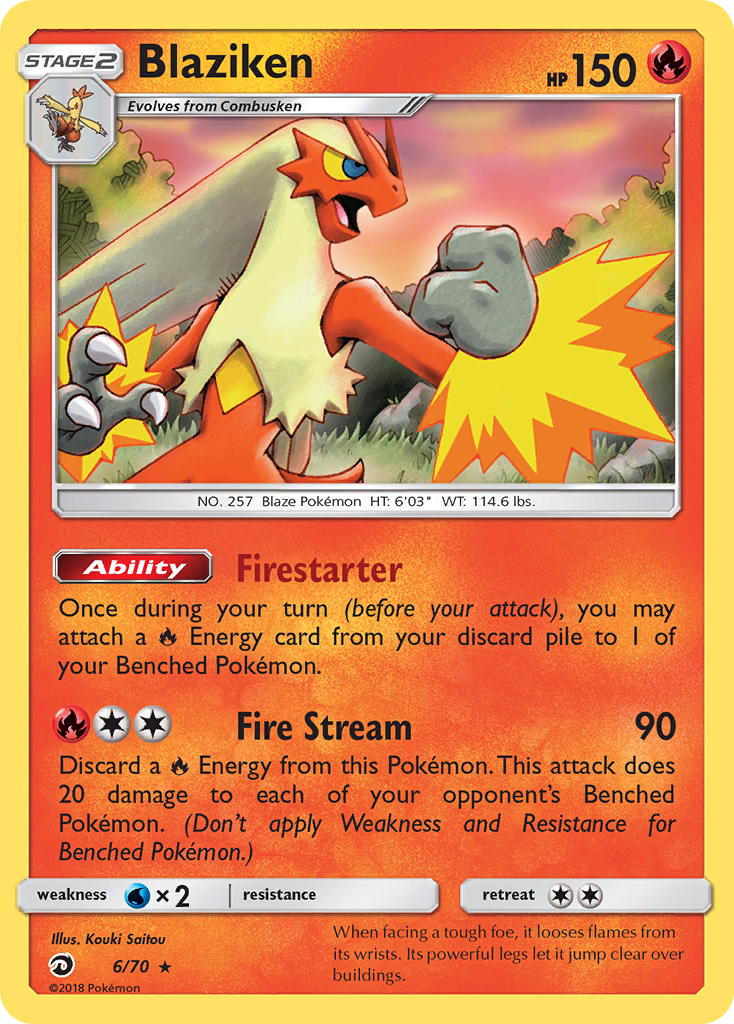 STAGE2 Blaziken HP 150
Evolves from Combusken
NO. 257 Blaze Pokémon HT: 6'03" WT: 114.6 lbs.
Ability Firestarter
Once during your turn (before your attack), you may
attach a Energy card from your discard pile to 1 of
your Benched Pokémon.
Fire Stream 90
Discard a Energy from this Pokémon. This attack does
20 damage to each of your opponent's Benched
Pokémon. (Don't apply Weakness and Resistance for
Benched Pokémon.)
weakness ×2 resistance retreat
Illus. Kouki Saitou
6/70 ★
©2018 Pokémon
When facing a tough foe, it looses flames from
its wrists. Its powerful legs let it jump clear over
buildings.